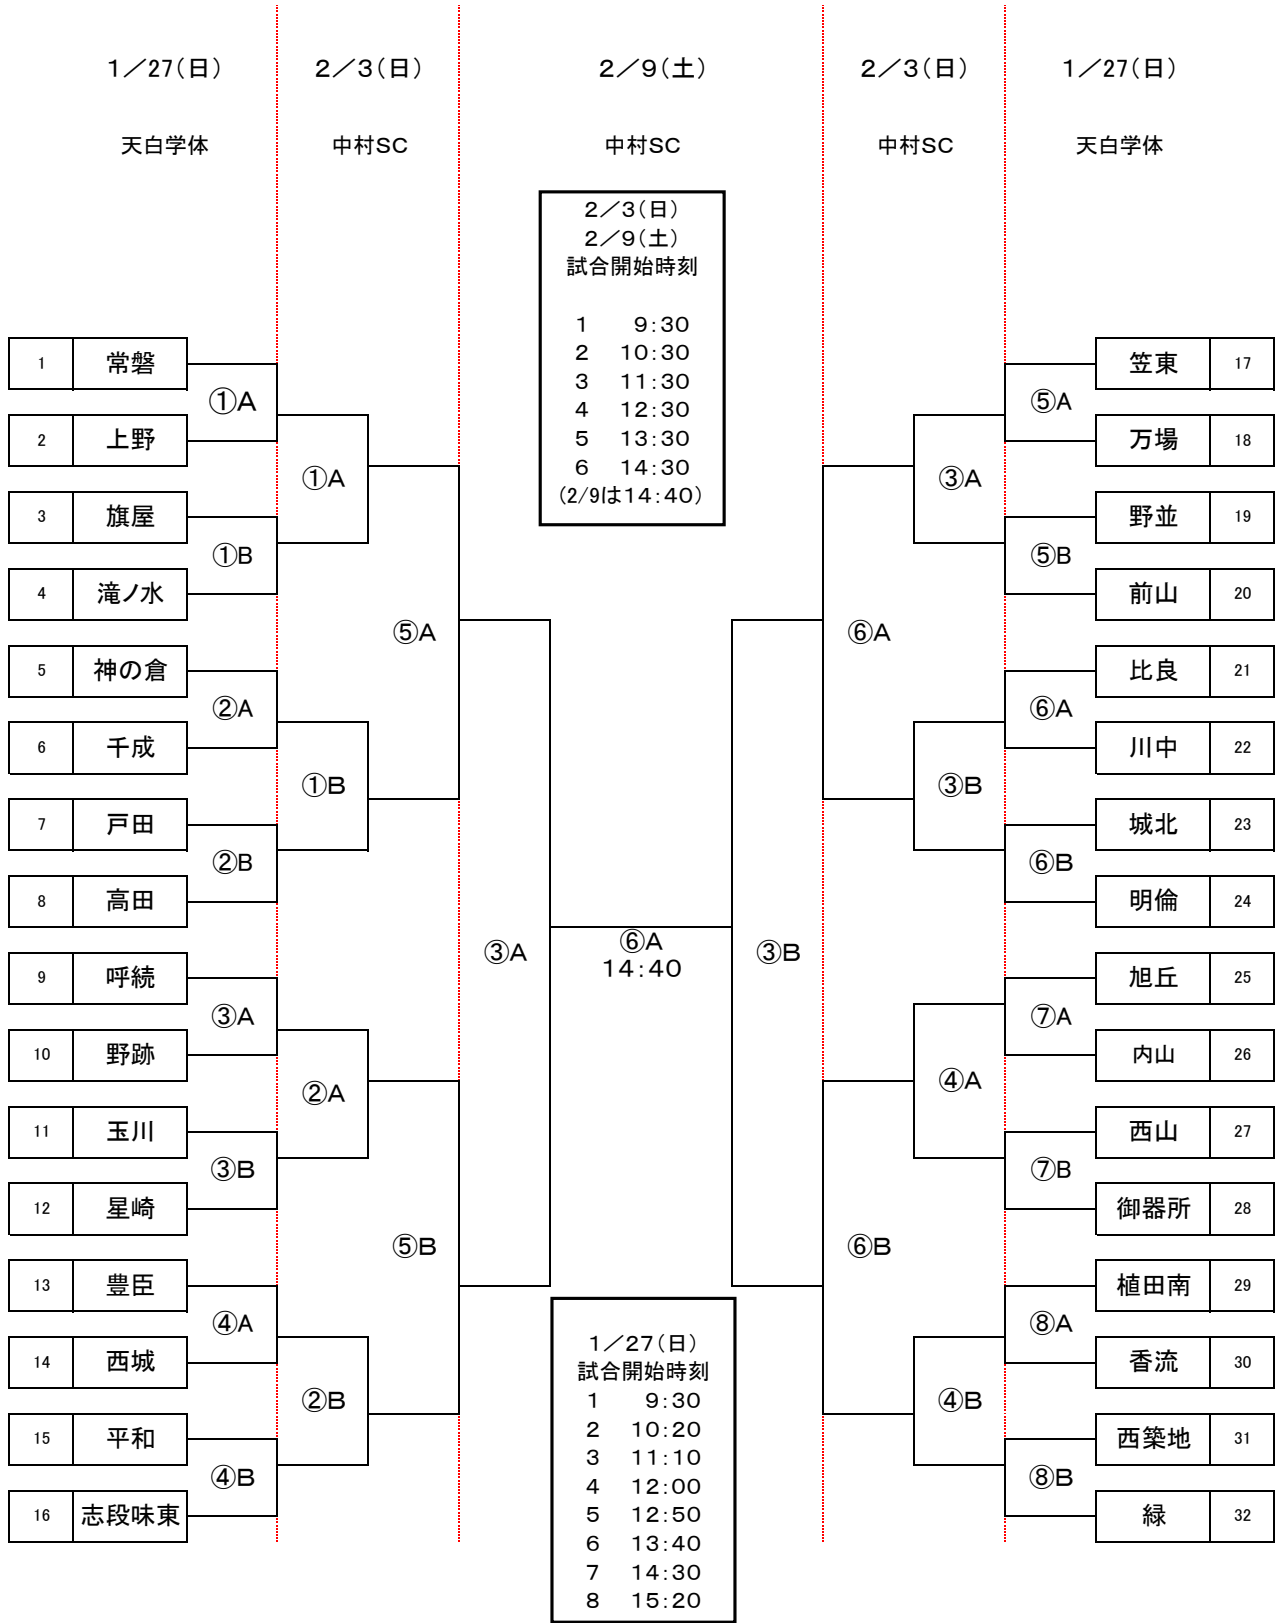 1／27(日)
2／3(日)
2／9(土)
2／3(日)
1／27(日)
天白学体
中村SC
中村SC
中村SC
天白学体
2／3(日)
2／9(土)
試合開始時刻
1 9:30
2 10:30
3 11:30
4 12:30
5 13:30
6 14:30
(2/9は14:40)
1 常磐
①A
2 上野
①A
3 旗屋
①B
4 滝ノ水
⑤A
5 神の倉
②A
6 千成
①B
7 戸田
②B
8 高田
③A
9 呼続
③A
10 野跡
②A
11 玉川
③B
12 星崎
⑤B
13 豊臣
④A
14 西城
②B
15 平和
④B
16 志段味東
⑥A
14:40
笠東 17
⑤A
万場 18
③A
野並 19
⑤B
前山 20
⑥A
比良 21
⑥A
川中 22
③B
城北 23
⑥B
明倫 24
③B
旭丘 25
⑦A
内山 26
④A
西山 27
⑦B
御器所 28
⑥B
植田南 29
⑧A
香流 30
④B
西築地 31
⑧B
緑 32
1／27(日)
試合開始時刻
1 9:30
2 10:20
3 11:10
4 12:00
5 12:50
6 13:40
7 14:30
8 15:20